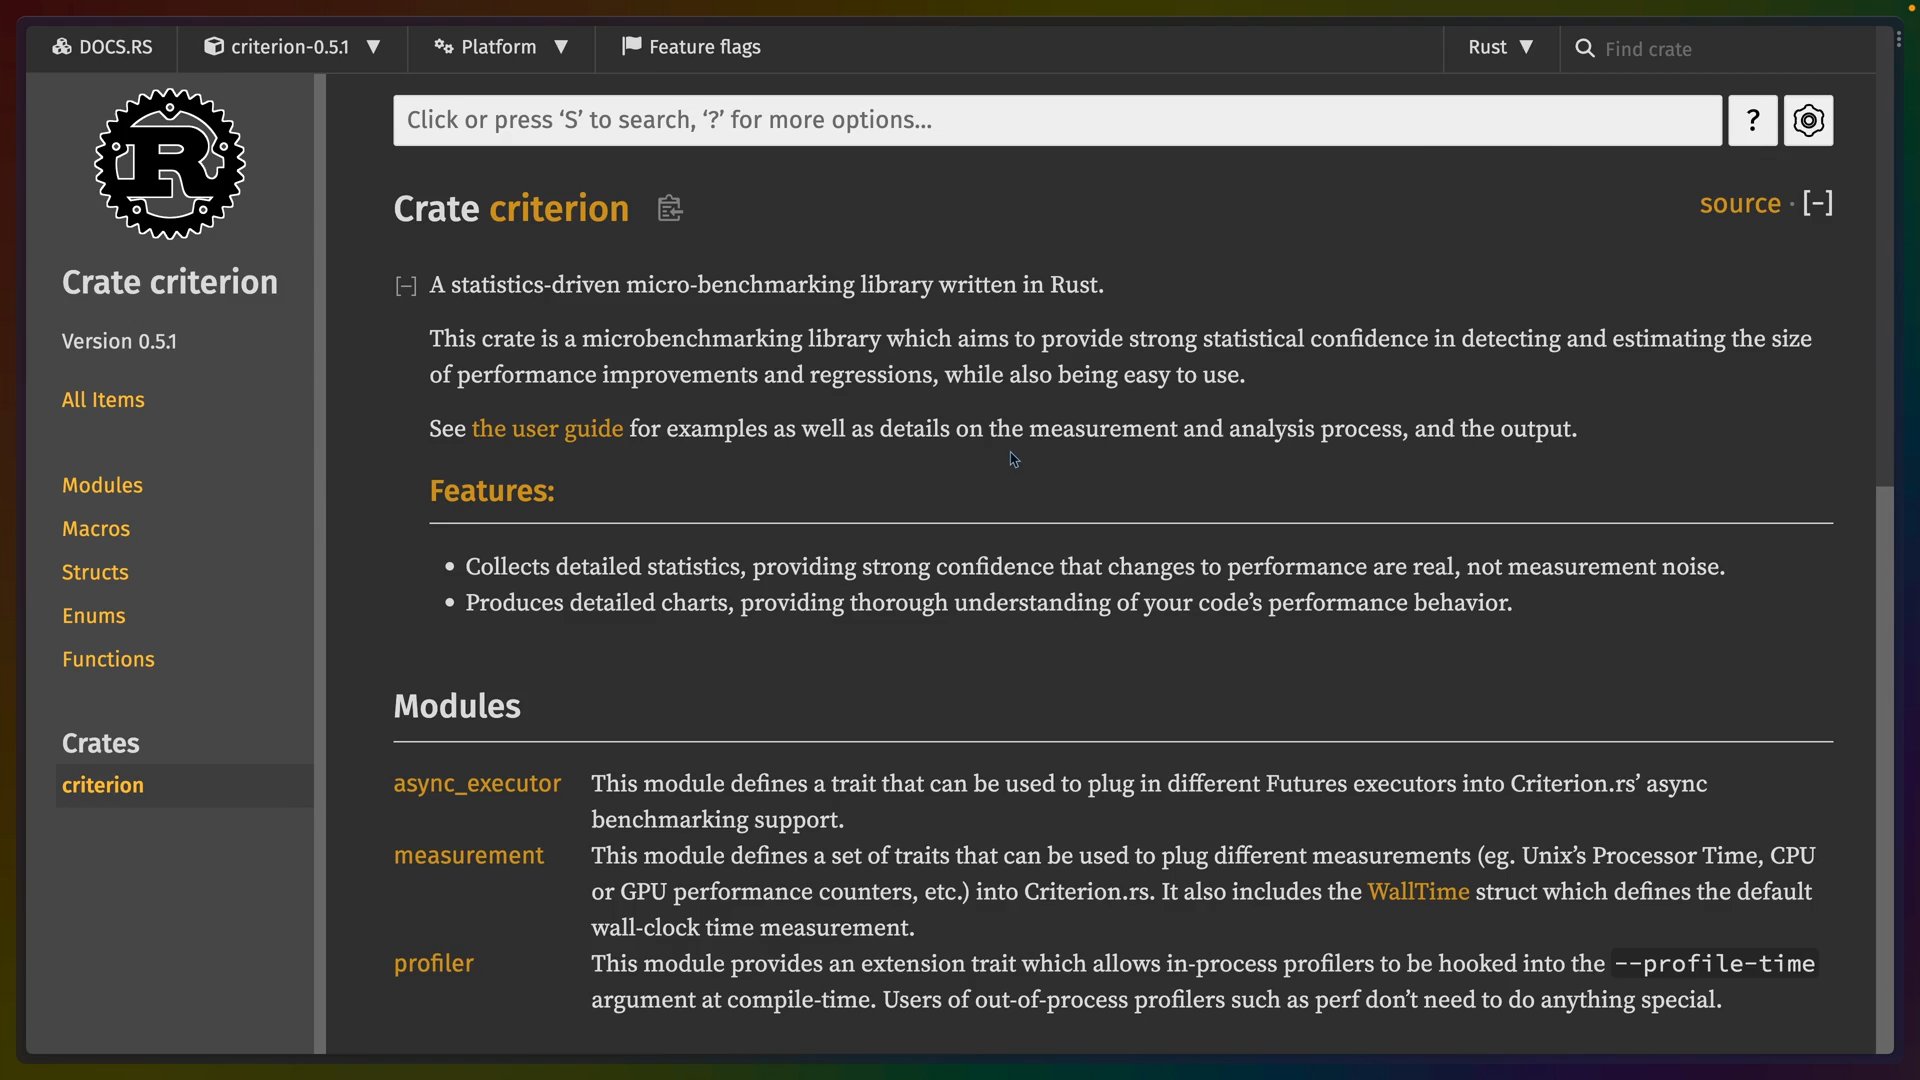 DOCS.RS
criterion-0.5.1
Platform
Feature flags
Rust
Find crate
Click or press ‘S’ to search, ‘?’ for more options…
?
R
Crate criterion
Version 0.5.1
All Items
Modules
Macros
Structs
Enums
Functions
Crates
criterion
Crate criterion
source · [−]
[−] A statistics-driven micro-benchmarking library written in Rust.
This crate is a microbenchmarking library which aims to provide strong statistical confidence in detecting and estimating the size
of performance improvements and regressions, while also being easy to use.
See the user guide for examples as well as details on the measurement and analysis process, and the output.
Features:
• Collects detailed statistics, providing strong confidence that changes to performance are real, not measurement noise.
• Produces detailed charts, providing thorough understanding of your code’s performance behavior.
Modules
async_executor This module defines a trait that can be used to plug in different Futures executors into Criterion.rs’ async
benchmarking support.
measurement This module defines a set of traits that can be used to plug different measurements (eg. Unix’s Processor Time, CPU
or GPU performance counters, etc.) into Criterion.rs. It also includes the WallTime struct which defines the default
wall-clock time measurement.
profiler This module provides an extension trait which allows in-process profilers to be hooked into the --profile-time
argument at compile-time. Users of out-of-process profilers such as perf don’t need to do anything special.